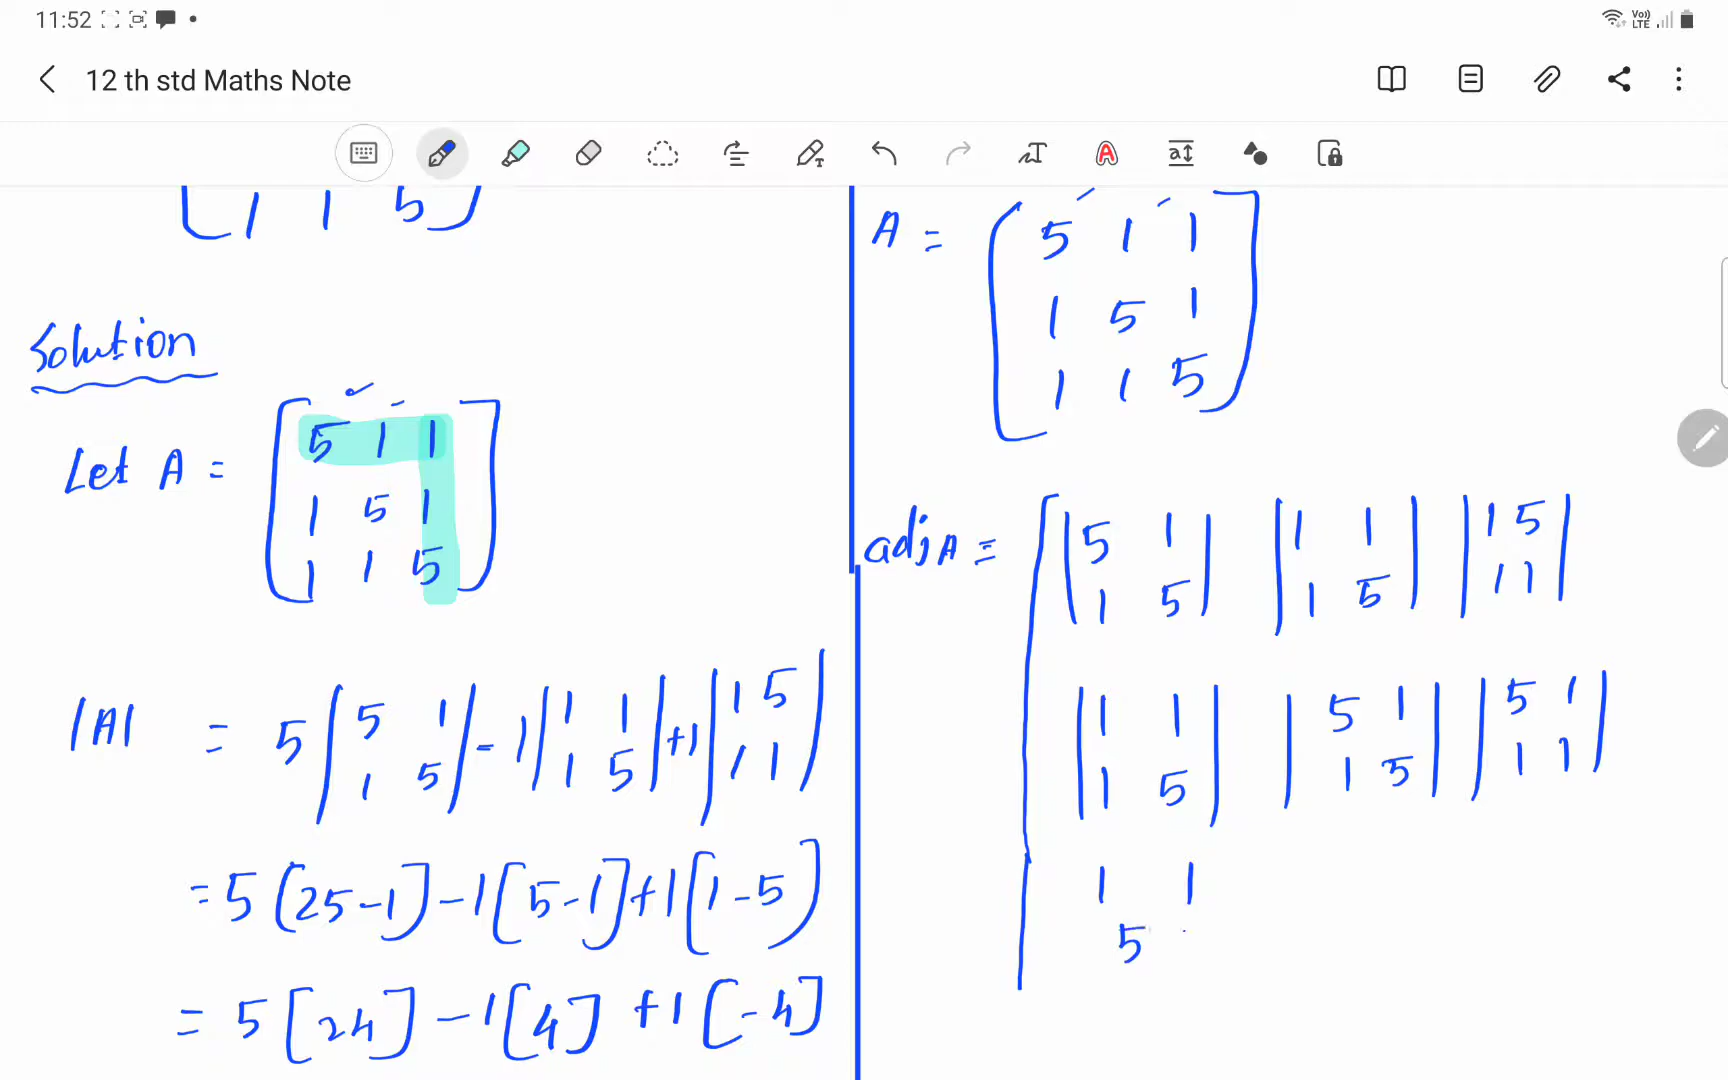 11:52
Vo)) LTE
12 th std Maths Note
1 1 5
Solution
Let A = [ 5 1 1
1 5 1
1 1 5 ]
|A| = 5 | 5 1 | - 1 | 1 1 | + 1 | 1 5 |
| 1 5 | | 1 5 | | 1 1 |
= 5 (25-1] - 1 [5-1] + 1 [1-5)
= 5 [24] - 1 [4] + 1 [-4]
A = [ 5 1 1
1 5 1
1 1 5 ]
adj A = [ | 5 1 | | 1 1 | | 1 5 |
| 1 5 | | 1 5 | | 1 1 |
| 1 1 | | 5 1 | | 5 1 |
| 1 5 | | 1 5 | | 1 1 |
1 1
5